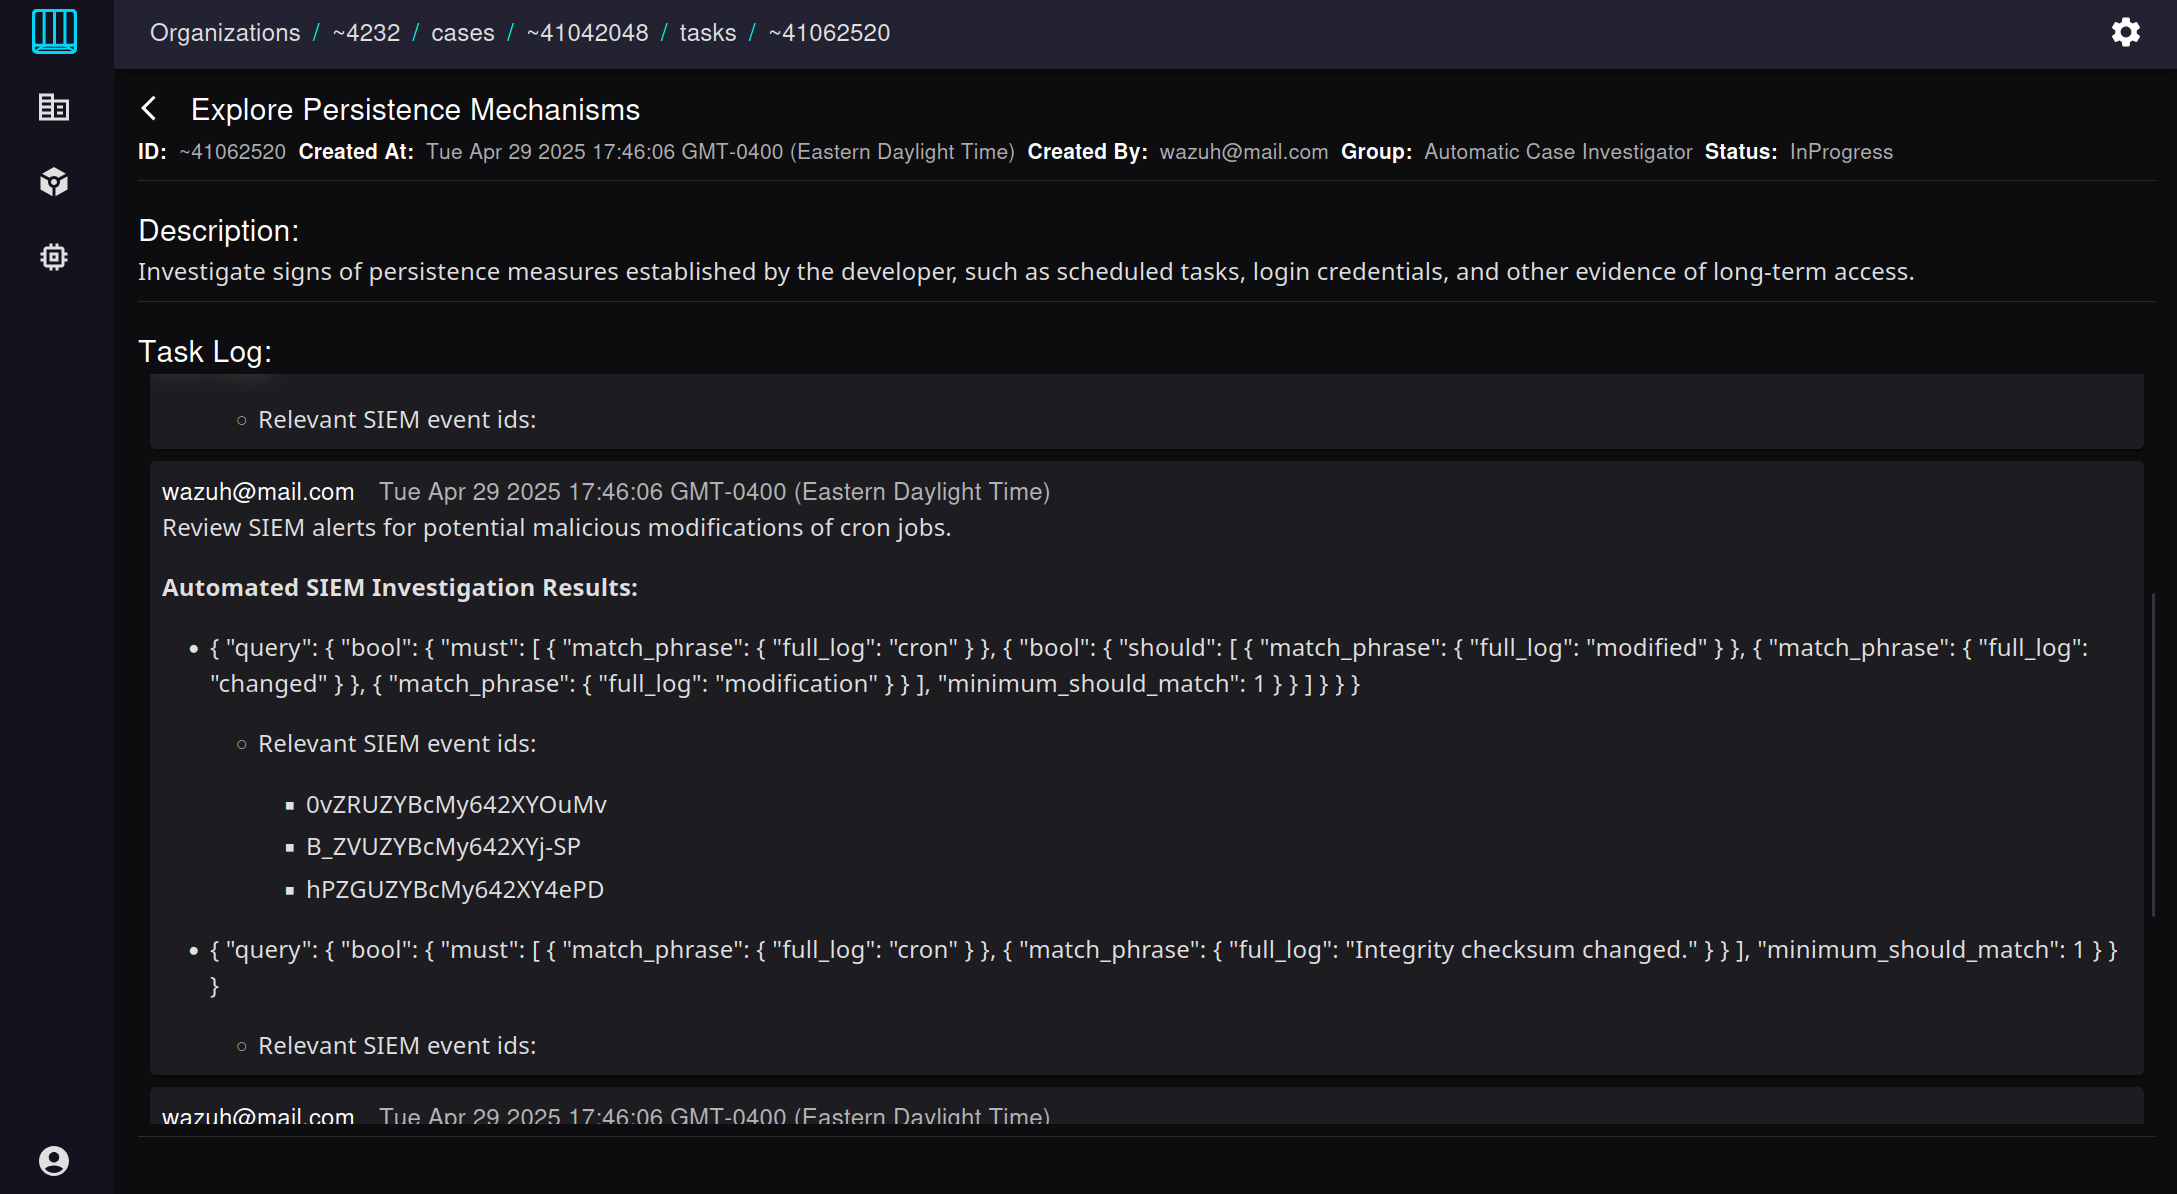 Organizations / ~4232 / cases / ~41042048 / tasks / ~41062520
Explore Persistence Mechanisms
ID: ~41062520 Created At: Tue Apr 29 2025 17:46:06 GMT-0400 (Eastern Daylight Time) Created By: wazuh@mail.com Group: Automatic Case Investigator Status: InProgress
Description:
Investigate signs of persistence measures established by the developer, such as scheduled tasks, login credentials, and other evidence of long-term access.
Task Log:
◦ Relevant SIEM event ids:
wazuh@mail.com Tue Apr 29 2025 17:46:06 GMT-0400 (Eastern Daylight Time)
Review SIEM alerts for potential malicious modifications of cron jobs.
Automated SIEM Investigation Results:
• { "query": { "bool": { "must": [ { "match_phrase": { "full_log": "cron" } }, { "bool": { "should": [ { "match_phrase": { "full_log": "modified" } }, { "match_phrase": { "full_log":
"changed" } }, { "match_phrase": { "full_log": "modification" } } ], "minimum_should_match": 1 } } ] } } }
◦ Relevant SIEM event ids:
▪ 0vZRUZYBcMy642XYOuMv
▪ B_ZVUZYBcMy642XYj-SP
▪ hPZGUZYBcMy642XY4ePD
• { "query": { "bool": { "must": [ { "match_phrase": { "full_log": "cron" } }, { "match_phrase": { "full_log": "Integrity checksum changed." } } ], "minimum_should_match": 1 } }
}
◦ Relevant SIEM event ids:
wazuh@mail.com Tue Apr 29 2025 17:46:06 GMT-0400 (Eastern Daylight Time)